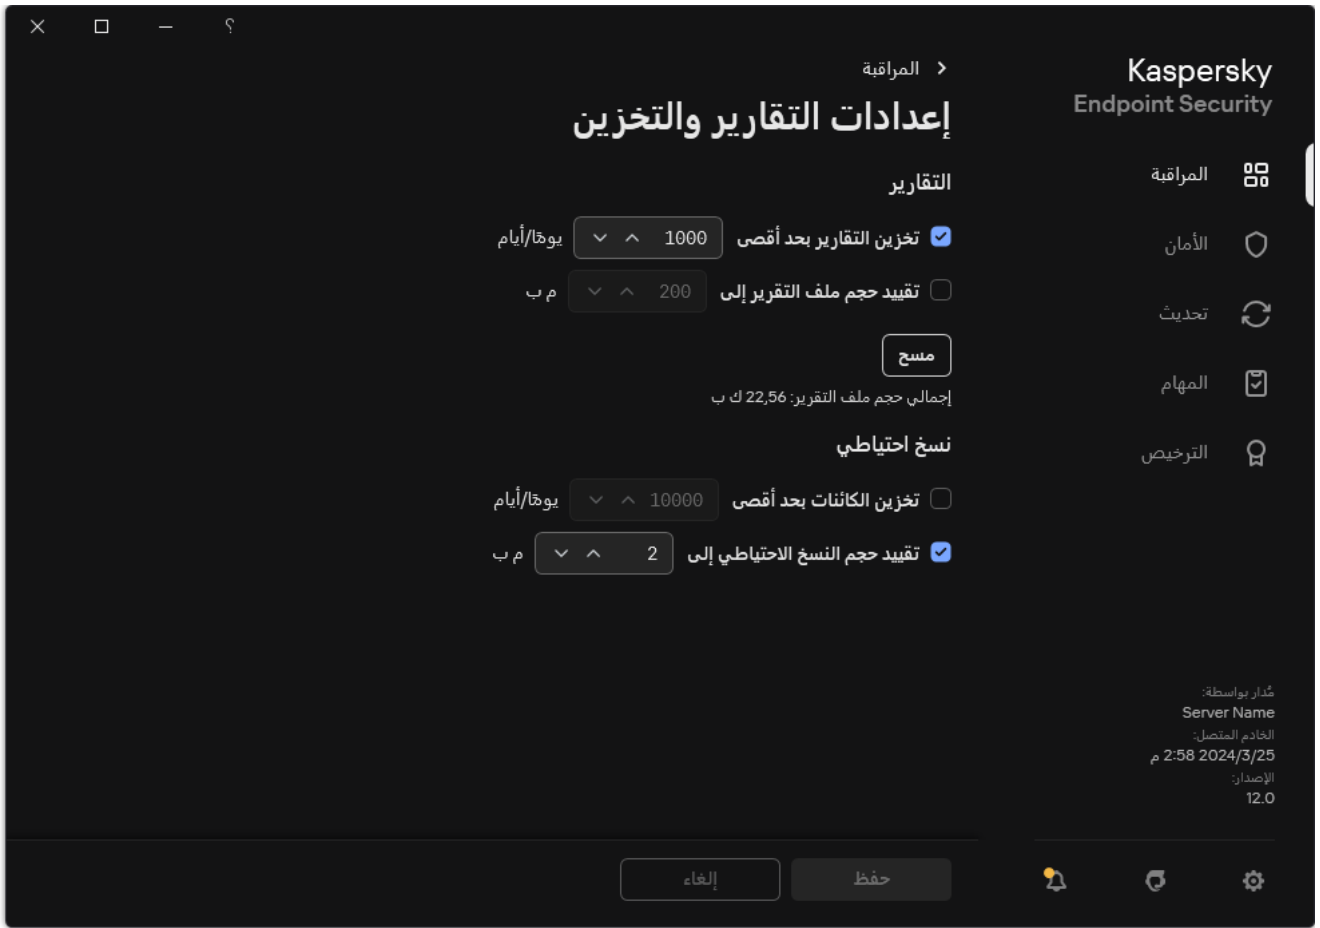 ؟
المراقبة
إعدادات التقارير والتخزين
التقارير
تخزين التقارير بحد أقصى 1000 يومًا/أيام
تقييد حجم ملف التقرير إلى 200 م ب
مسح
إجمالي حجم ملف التقرير: 22,56 ك ب
نسخ احتياطي
تخزين الكائنات بحد أقصى 10000 يومًا/أيام
تقييد حجم النسخ الاحتياطي إلى 2 م ب
حفظ
إلغاء
Kaspersky
Endpoint Security
المراقبة
الأمان
تحديث
المهام
الترخيص
مُدار بواسطة:
Server Name
الخادم المتصل:
2024/3/25 2:58 م
الإصدار:
12.0